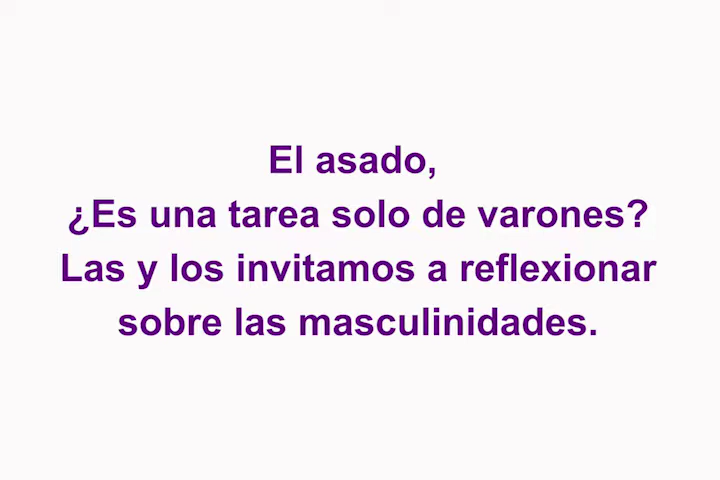 El asado,
¿Es una tarea solo de varones?
Las y los invitamos a reflexionar
sobre las masculinidades.